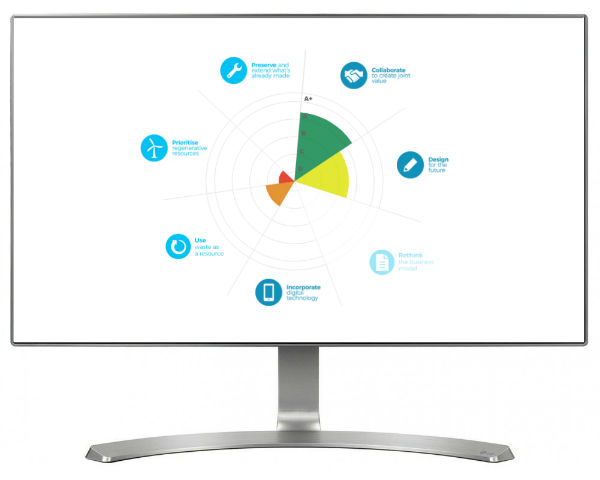 Preserve and
extend what's
already made
Collaborate
to create joint
value
A+
Prioritise
regenerative
resources
Design
for the
future
Use
waste as
a resource
Rethink
the business
model
Incorporate
digital
technology